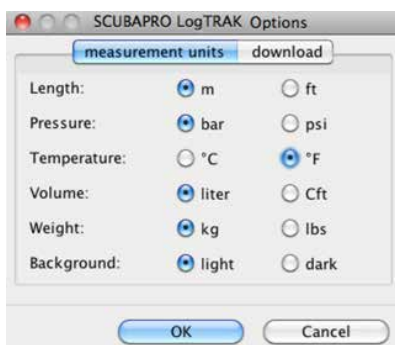 SCUBAPRO LogTRAK Options
measurement units download
Length: m ft
Pressure: bar psi
Temperature: °C °F
Volume: liter Cft
Weight: kg lbs
Background: light dark
OK Cancel